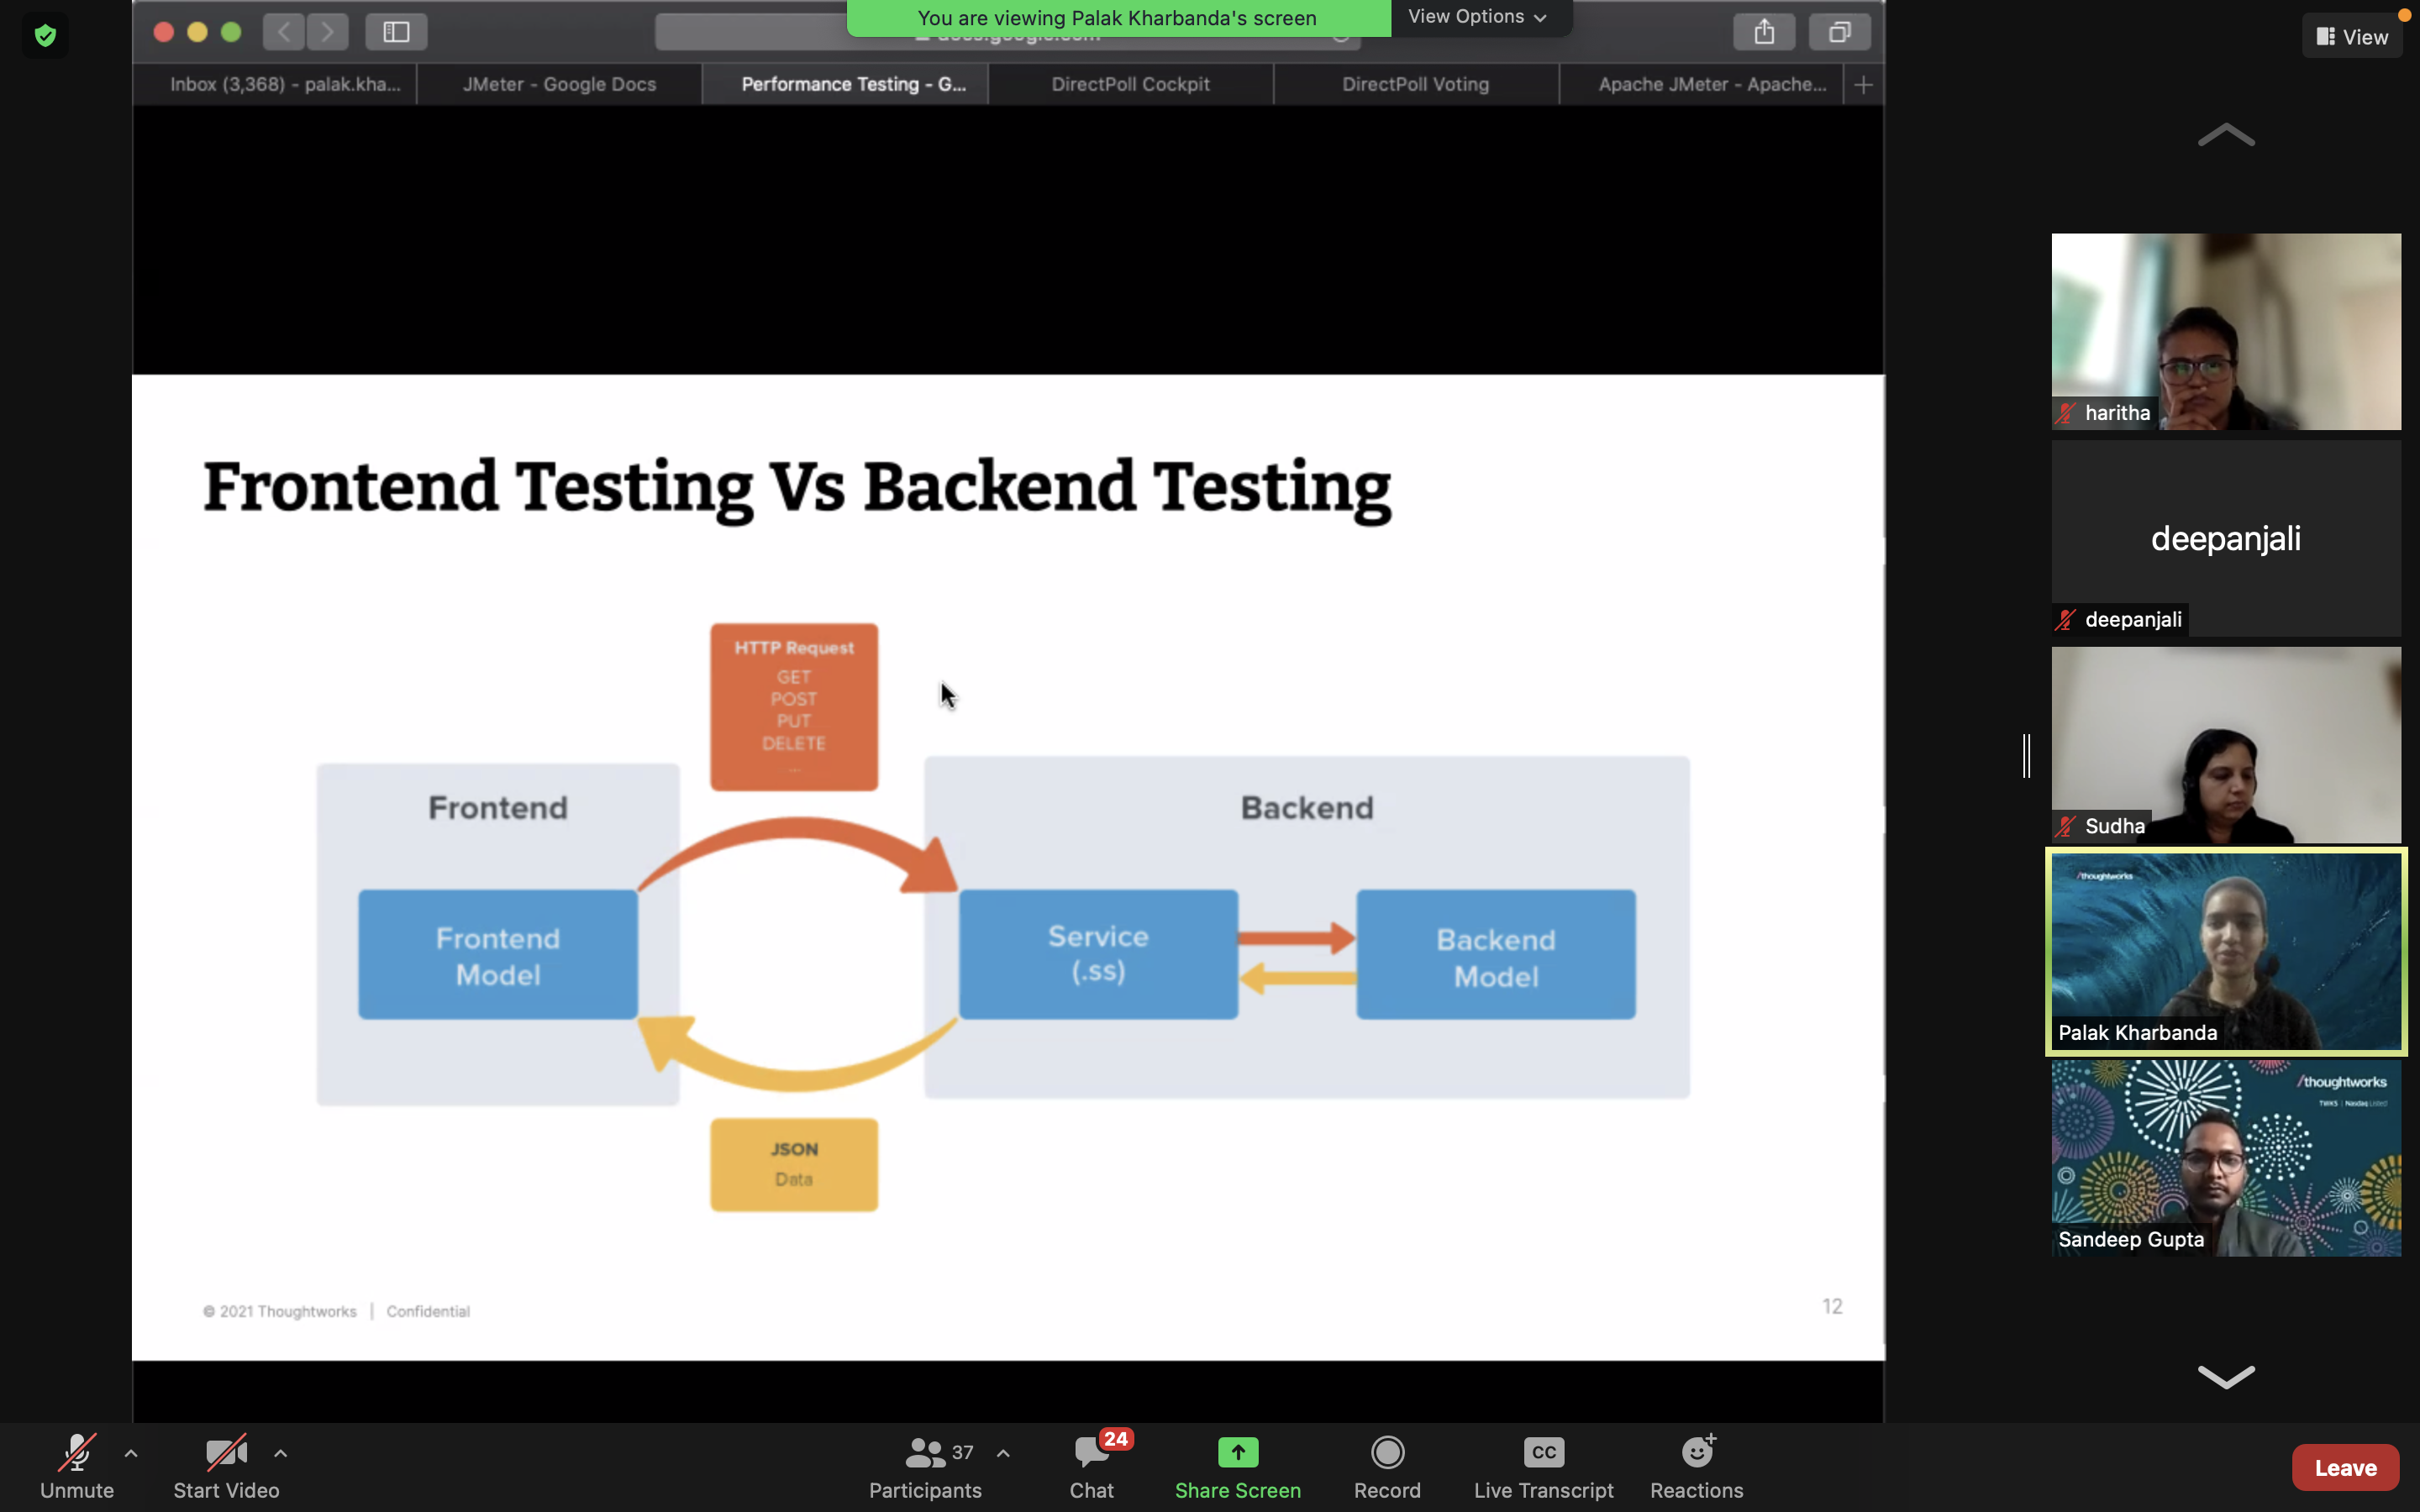 You are viewing Palak Kharbanda's screen
View Options
View
Inbox (3,368) - palak.kha...
JMeter - Google Docs
Performance Testing - G...
DirectPoll Cockpit
DirectPoll Voting
Apache JMeter - Apache...
Frontend Testing Vs Backend Testing
HTTP Request
GET
POST
PUT
DELETE
...
Frontend
Backend
Frontend
Model
Service
(.ss)
Backend
Model
JSON
Data
© 2021 Thoughtworks | Confidential
12
haritha
deepanjali
deepanjali
Sudha
/thoughtworks
Palak Kharbanda
/thoughtworks
TWKS | Nasdaq Listed
Sandeep Gupta
Unmute
Start Video
37
Participants
24
Chat
Share Screen
Record
CC
Live Transcript
Reactions
Leave